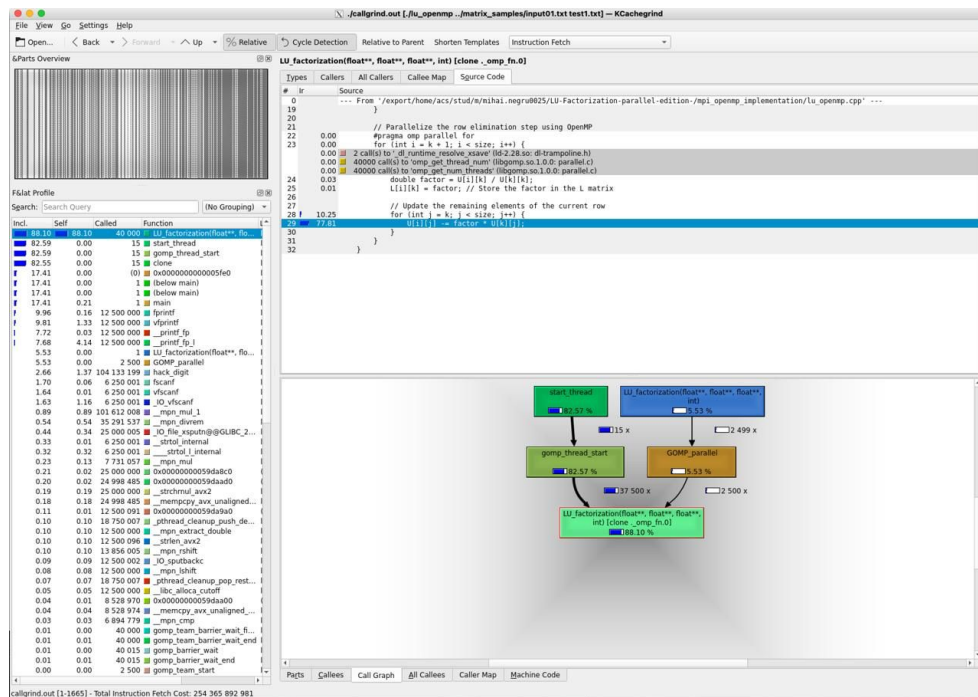 ./callgrind.out [./lu_openmp ../matrix_samples/input01.txt test1.txt] — KCachegrind
File View Go Settings Help
Open... Back Forward Up % Relative Cycle Detection Relative to Parent Shorten Templates Instruction Fetch
&Parts Overview
F&lat Profile
Search: Search Query (No Grouping)
Incl. Self Called Function
88.10 88.10 40 000 LU_factorization(float**, flo...
82.59 0.00 15 start_thread
82.59 0.00 15 gomp_thread_start
82.55 0.00 15 clone
17.41 0.00 (0) 0x0000000000005fe0
17.41 0.00 1 (below main)
17.41 0.00 1 (below main)
17.41 0.21 1 main
9.96 0.16 12 500 000 fprintf
9.81 1.33 12 500 000 vfprintf
7.72 0.03 12 500 000 __printf_fp
7.68 4.14 12 500 000 __printf_fp_l
5.53 0.00 1 LU_factorization(float**, flo...
5.53 0.00 2 500 GOMP_parallel
2.66 1.37 104 133 199 hack_digit
1.70 0.06 6 250 001 fscanf
1.64 0.01 6 250 001 vfscanf
1.63 1.16 6 250 001 _IO_vfscanf
0.89 0.89 101 612 008 __mpn_mul_1
0.54 0.54 35 291 537 __mpn_divrem
0.44 0.34 25 000 005 _IO_file_xsputn@@GLIBC_2...
0.33 0.01 6 250 001 __strtol_internal
0.32 0.32 6 250 001 ____strtol_l_internal
0.23 0.13 7 731 057 __mpn_mul
0.21 0.02 25 000 000 0x00000000059da8c0
0.20 0.02 24 998 485 0x00000000059daad0
0.19 0.19 25 000 000 __strchrnul_avx2
0.18 0.18 24 998 485 __mempcpy_avx_unaligned...
0.11 0.01 12 500 091 0x00000000059da9a0
0.10 0.10 18 750 007 _pthread_cleanup_push_de...
0.10 0.10 12 500 000 __mpn_extract_double
0.10 0.10 12 500 096 __strlen_avx2
0.10 0.10 13 856 005 __mpn_rshift
0.09 0.09 12 500 002 _IO_sputbackc
0.08 0.08 12 500 000 __mpn_lshift
0.07 0.07 18 750 007 _pthread_cleanup_pop_rest...
0.05 0.05 12 500 000 __libc_alloca_cutoff
0.04 0.01 8 528 970 0x00000000059daa00
0.04 0.04 8 528 974 __memcpy_avx_unaligned_...
0.03 0.03 6 894 779 __mpn_cmp
0.01 0.00 40 000 gomp_team_barrier_wait_fi...
0.01 0.01 40 000 gomp_team_barrier_wait_end
0.01 0.00 40 015 gomp_barrier_wait
0.01 0.01 40 015 gomp_barrier_wait_end
0.00 0.00 2 500 gomp_team_start
LU_factorization(float**, float**, float**, int) [clone ._omp_fn.0]
Types Callers All Callers Callee Map Source Code
# Ir Source
0 --- From '/export/home/acs/stud/m/mihai.negru0025/LU-Factorization-parallel-edition-/mpi_openmp_implementation/lu_openmp.cpp' ---
19 }
20
21 // Parallelize the row elimination step using OpenMP
22 0.00 #pragma omp parallel for
23 0.00 for (int i = k + 1; i < size; i++) {
0.00 2 call(s) to '_dl_runtime_resolve_xsave' (ld-2.28.so: dl-trampoline.h)
0.00 40000 call(s) to 'omp_get_thread_num' (libgomp.so.1.0.0: parallel.c)
0.00 40000 call(s) to 'omp_get_num_threads' (libgomp.so.1.0.0: parallel.c)
24 0.03 double factor = U[i][k] / U[k][k];
25 0.01 L[i][k] = factor; // Store the factor in the L matrix
26
27 // Update the remaining elements of the current row
28 10.25 for (int j = k; j < size; j++) {
29 77.81 U[i][j] -= factor * U[k][j];
30 }
31 }
32 }
start_thread
82.57 %
LU_factorization(float**, float**, float**,
int)
5.53 %
15 x
2 499 x
gomp_thread_start
82.57 %
GOMP_parallel
5.53 %
37 500 x
2 500 x
LU_factorization(float**, float**, float**,
int) [clone ._omp_fn.0]
88.10 %
Parts Callees Call Graph All Callees Caller Map Machine Code
callgrind.out [1-1665] - Total Instruction Fetch Cost: 254 365 892 981